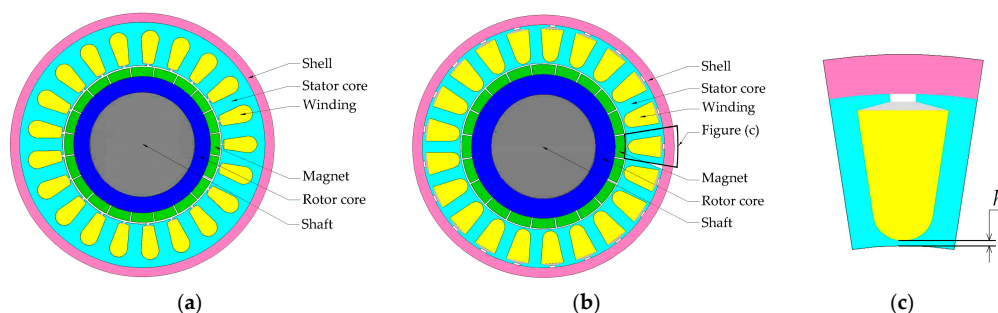 Shell
Stator core
Winding
Magnet
Rotor core
Shaft
(a)
Shell
Stator core
Winding
Figure (c)
Magnet
Rotor core
Shaft
(b)
h
(c)